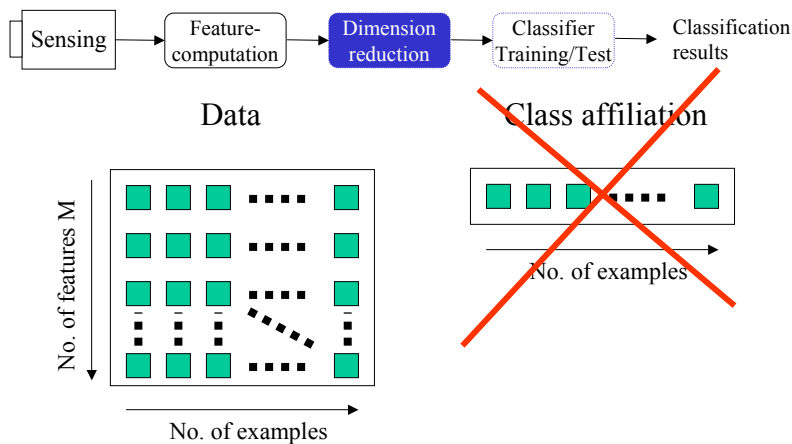 Sensing
Feature-
computation
Dimension
reduction
Classifier
Training/Test
Classification
results
Data
Class affiliation
No. of features M
No. of examples
No. of examples